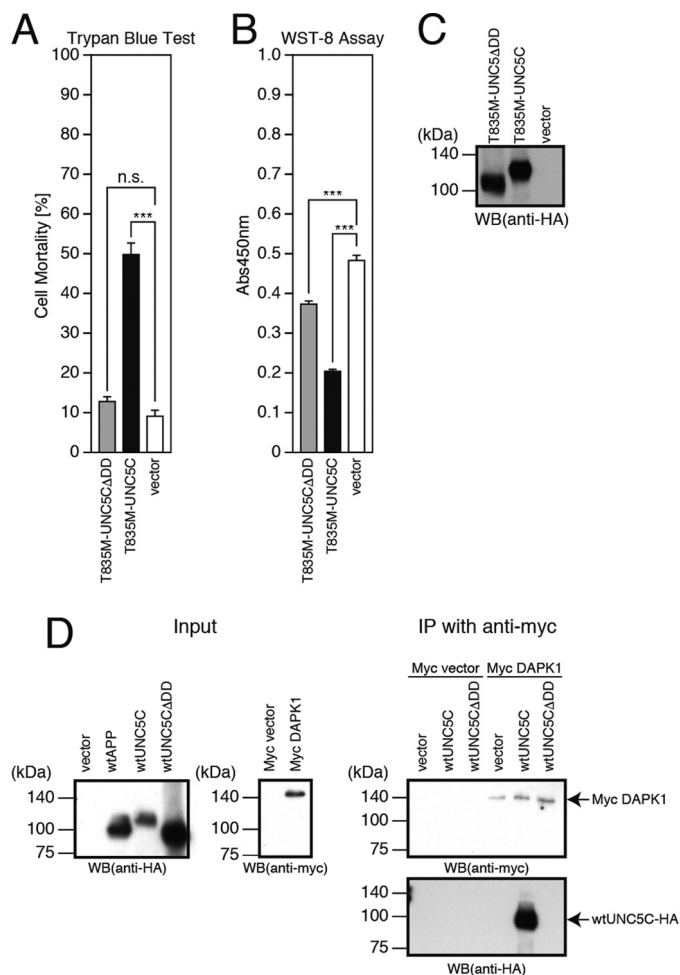 A
Trypan Blue Test
Cell Mortality [%]
100
90
80
70
60
50
40
30
20
10
0
n.s.
***
T835M-UNC5CΔDD
T835M-UNC5C
vector
B
WST-8 Assay
Abs450nm
1.0
0.9
0.8
0.7
0.6
0.5
0.4
0.3
0.2
0.1
0
***
***
T835M-UNC5CΔDD
T835M-UNC5C
vector
C
T835M-UNC5ΔDD
T835M-UNC5C
vector
(kDa)
140
100
WB(anti-HA)
D
Input
vector
wtAPP
wtUNC5C
wtUNC5CΔDD
(kDa)
140
100
75
WB(anti-HA)
Myc vector
Myc DAPK1
(kDa)
140
100
75
WB(anti-myc)
IP with anti-myc
Myc vector
Myc DAPK1
vector
wtUNC5C
wtUNC5CΔDD
vector
wtUNC5C
wtUNC5CΔDD
(kDa)
140
100
75
Myc DAPK1
WB(anti-myc)
140
100
75
wtUNC5C-HA
WB(anti-HA)